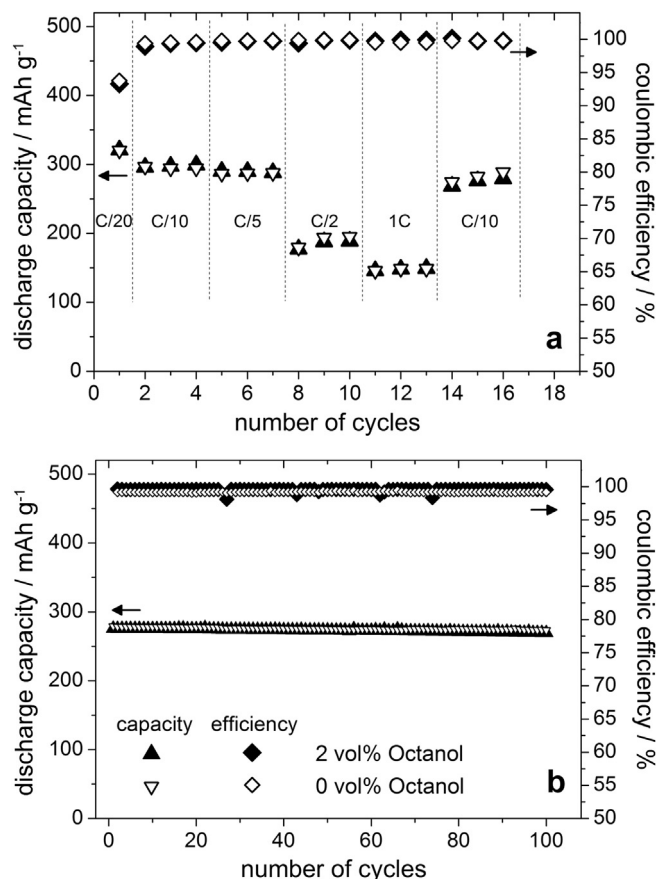 500
400
300
200
100
0
discharge capacity / mAh g⁻¹
100
95
90
85
80
75
70
65
60
55
50
coulombic efficiency / %
C/20
C/10
C/5
C/2
1C
C/10
a
0 2 4 6 8 10 12 14 16 18
number of cycles
500
400
300
200
100
0
discharge capacity / mAh g⁻¹
100
95
90
85
80
75
70
65
60
55
50
coulombic efficiency / %
capacity efficiency
2 vol% Octanol
0 vol% Octanol
b
0 20 40 60 80 100
number of cycles